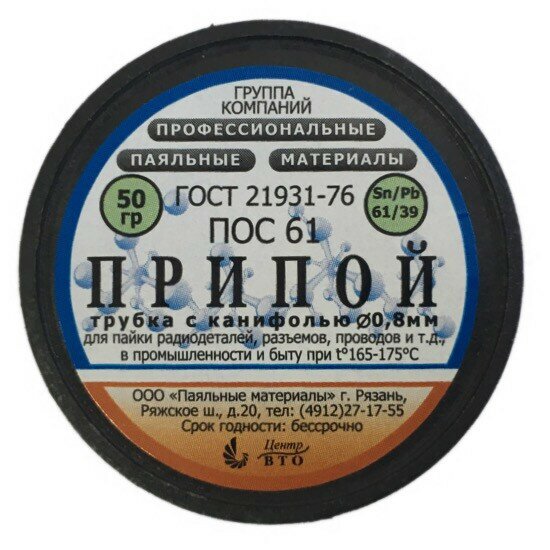 ГРУППА
КОМПАНИЙ
ПРОФЕССИОНАЛЬНЫЕ
ПАЯЛЬНЫЕ МАТЕРИАЛЫ
50 гр
ГОСТ 21931-76
Sn/Pb
61/39
ПОС 61
ПРИПОЙ
трубка с канифолью Ø0,8мм
для пайки радиодеталей, разъемов, проводов и т.д.,
в промышленности и быту при t°165-175°C
ООО «Паяльные материалы» г. Рязань,
Ряжское ш., д.20, тел: (4912)27-17-55
Срок годности: бессрочно
Центр
ВТО